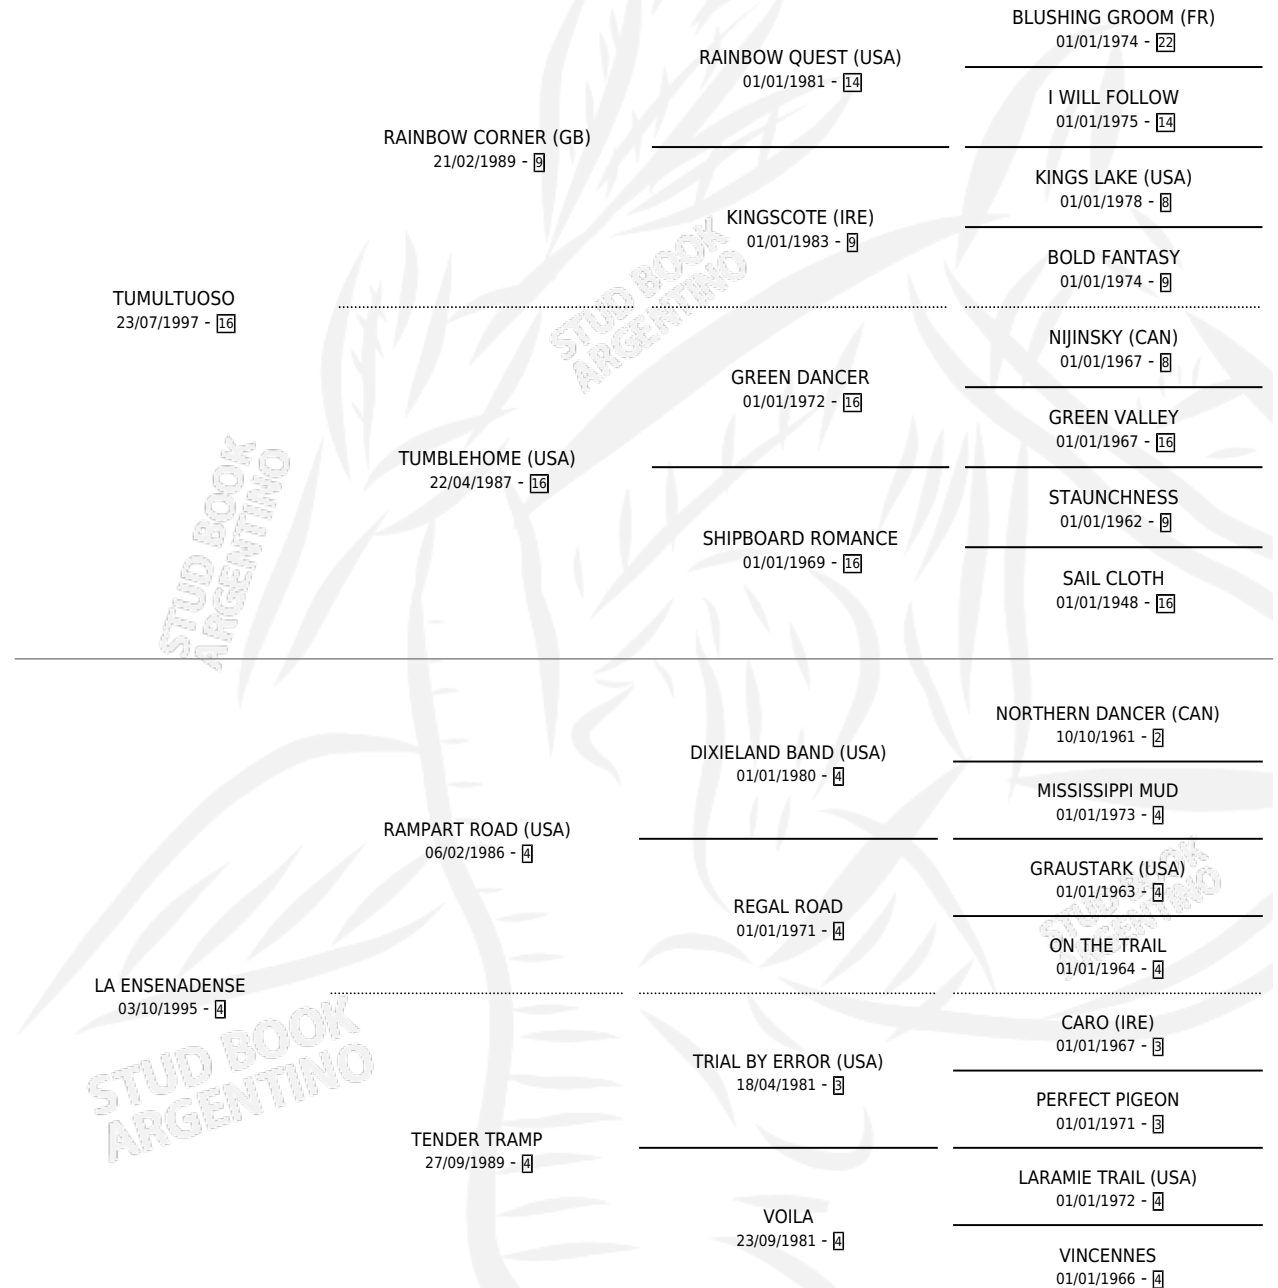 BLUSHING GROOM (FR)
01/01/1974 - 22
RAINBOW QUEST (USA)
01/01/1981 - 14
I WILL FOLLOW
01/01/1975 - 14
RAINBOW CORNER (GB)
21/02/1989 - 9
KINGS LAKE (USA)
01/01/1978 - 8
KINGSCOTE (IRE)
01/01/1983 - 9
BOLD FANTASY
01/01/1974 - 9
TUMULTUOSO
23/07/1997 - 16
NIJINSKY (CAN)
01/01/1967 - 8
GREEN DANCER
01/01/1972 - 16
GREEN VALLEY
01/01/1967 - 16
TUMBLEHOME (USA)
22/04/1987 - 16
STAUNCHNESS
01/01/1962 - 9
SHIPBOARD ROMANCE
01/01/1969 - 16
SAIL CLOTH
01/01/1948 - 16
STUD BOOK
ARGENTINO
STUD BOOK
ARGENTINO
NORTHERN DANCER (CAN)
10/10/1961 - 2
DIXIELAND BAND (USA)
01/01/1980 - 4
MISSISSIPPI MUD
01/01/1973 - 4
RAMPART ROAD (USA)
06/02/1986 - 4
GRAUSTARK (USA)
01/01/1963 - 4
REGAL ROAD
01/01/1971 - 4
ON THE TRAIL
01/01/1964 - 4
LA ENSENADENSE
03/10/1995 - 4
CARO (IRE)
01/01/1967 - 3
TRIAL BY ERROR (USA)
18/04/1981 - 3
PERFECT PIGEON
01/01/1971 - 3
TENDER TRAMP
27/09/1989 - 4
LARAMIE TRAIL (USA)
01/01/1972 - 4
VOILA
23/09/1981 - 4
VINCENNES
01/01/1966 - 4
STUD BOOK
ARGENTINO
STUD BOOK
ARGENTINO